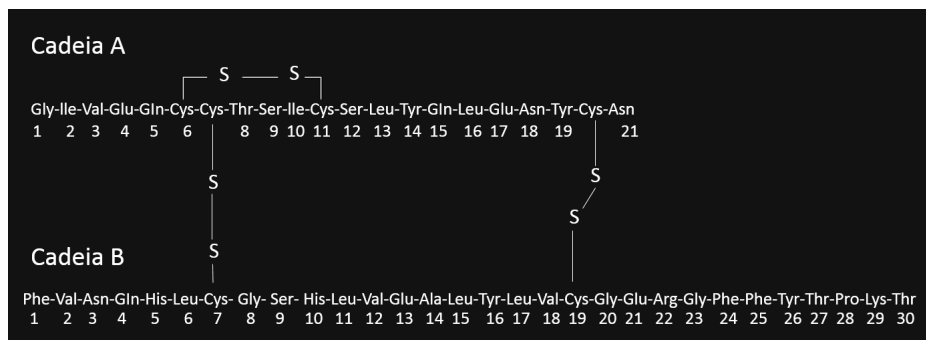 Cadeia A
S S
Gly-Ile-Val-Glu-GIn-Cys-Cys-Thr-Ser-Ile-Cys-Ser-Leu-Tyr-GIn-Leu-Glu-Asn-Tyr-Cys-Asn
1 2 3 4 5 6 8 9 10 11 12 13 14 15 16 17 18 19 21
S S
S S
Cadeia B
Phe-Val-Asn-GIn-His-Leu-Cys- Gly- Ser- His-Leu-Val-Glu-Ala-Leu-Tyr-Leu-Val-Cys-Gly-Glu-Arg-Gly-Phe-Phe-Tyr-Thr-Pro-Lys-Thr
1 2 3 4 5 6 7 8 9 10 11 12 13 14 15 16 17 18 19 20 21 22 23 24 25 26 27 28 29 30